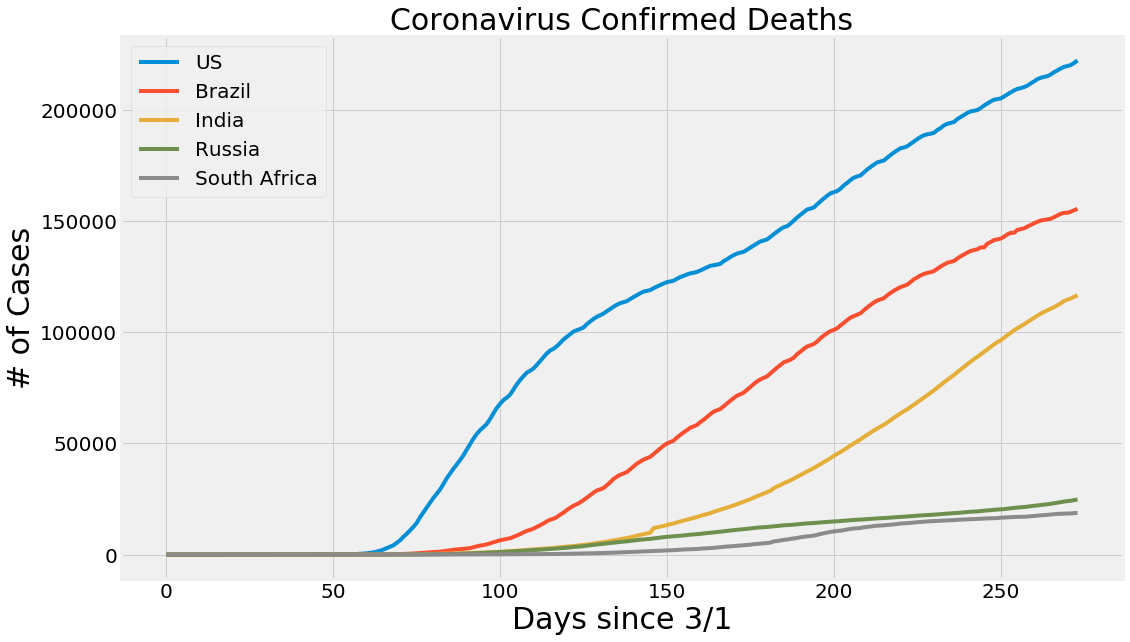 Coronavirus Confirmed Deaths
US
Brazil
India
Russia
South Africa
# of Cases
200000
150000
100000
50000
0
0 50 100 150 200 250
Days since 3/1